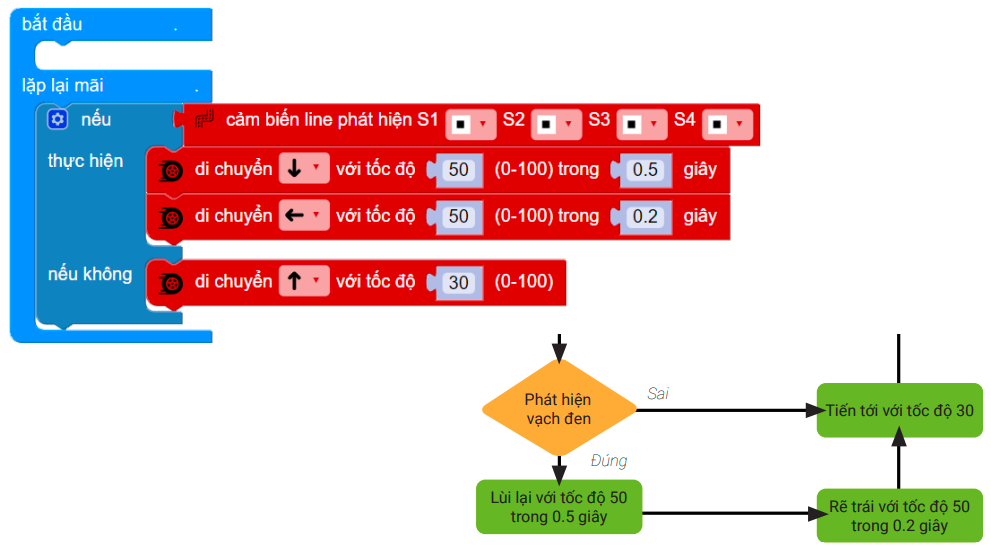 bắt đầu .
lặp lại mãi .
nếu cảm biến line phát hiện S1 S2 S3 S4
thực hiện di chuyển với tốc độ 50 (0-100) trong 0.5 giây
di chuyển với tốc độ 50 (0-100) trong 0.2 giây
nếu không di chuyển với tốc độ 30 (0-100)
Phát hiện
vạch đen
Sai
Tiến tới với tốc độ 30
Đúng
Lùi lại với tốc độ 50
trong 0.5 giây
Rẽ trái với tốc độ 50
trong 0.2 giây